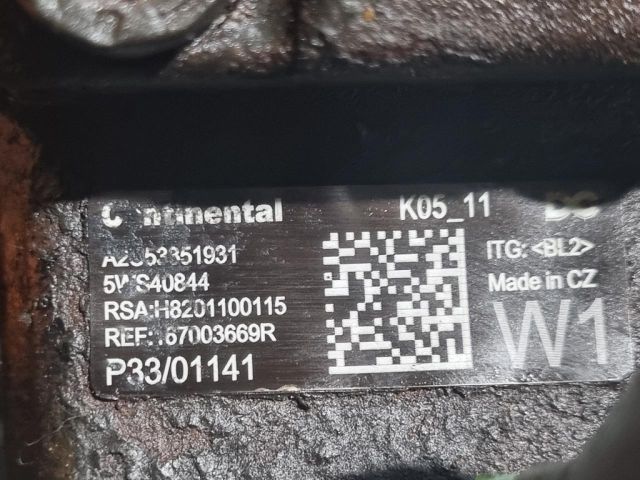 Continental K05_11
A2C53351931
5WS40844
RSA:H8201100115
REF: 167003669R
P33/01141
ITG: <BL2>
Made in CZ
W1